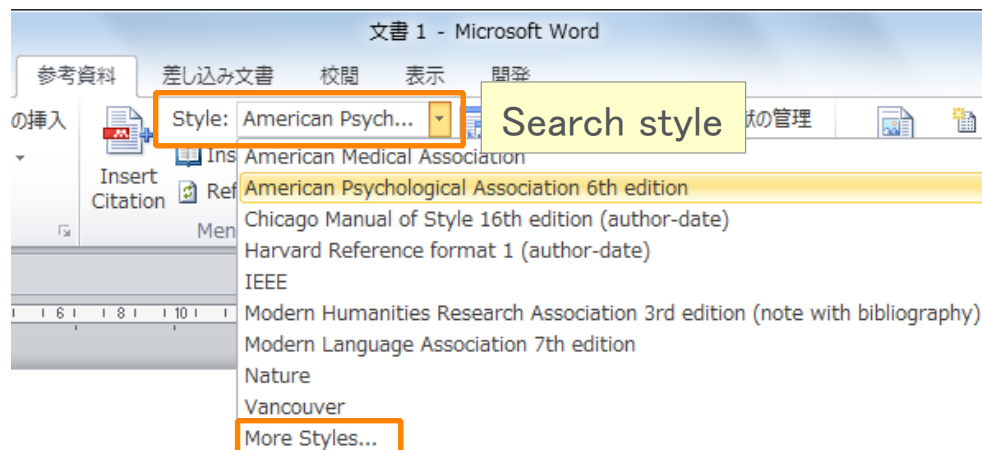 文書 1 - Microsoft Word
参考資料 差し込み文書 校閲 表示 開発
の挿入 Style: American Psych... Search style 献の管理
Ins American Medical Association
Insert
Citation Ref American Psychological Association 6th edition
Chicago Manual of Style 16th edition (author-date)
Men
Harvard Reference format 1 (author-date)
IEEE
6 8 10 Modern Humanities Research Association 3rd edition (note with bibliography)
Modern Language Association 7th edition
Nature
Vancouver
More Styles...